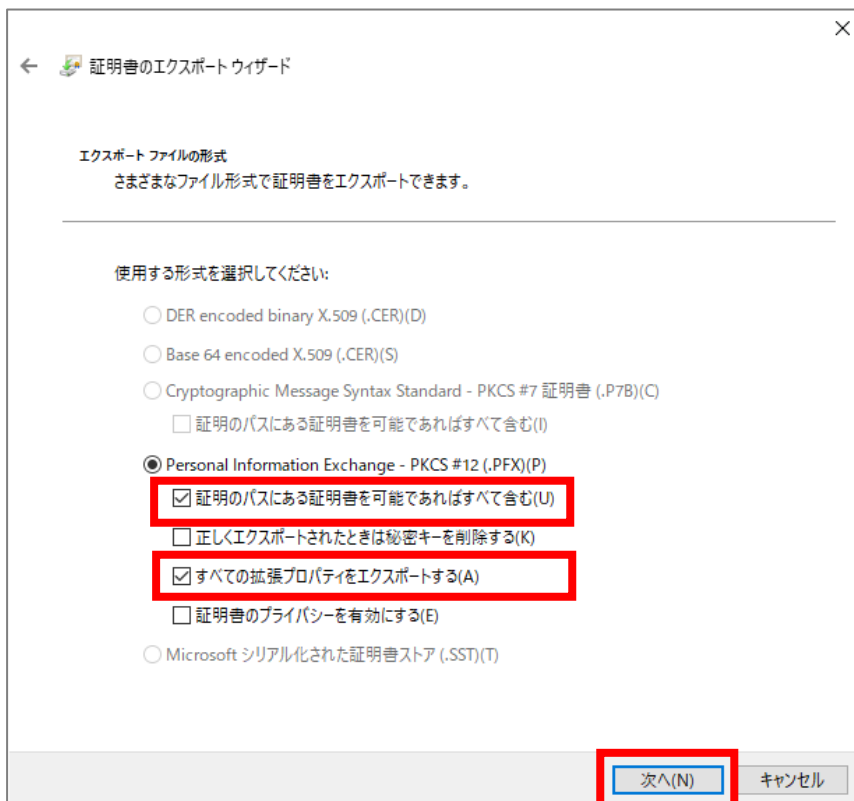 証明書のエクスポート ウィザード
エクスポート ファイルの形式
さまざまなファイル形式で証明書をエクスポートできます。
使用する形式を選択してください:
DER encoded binary X.509 (.CER)(D)
Base 64 encoded X.509 (.CER)(S)
Cryptographic Message Syntax Standard - PKCS #7 証明書 (.P7B)(C)
証明のパスにある証明書を可能であればすべて含む(I)
Personal Information Exchange - PKCS #12 (.PFX)(P)
証明のパスにある証明書を可能であればすべて含む(U)
正しくエクスポートされたときは秘密キーを削除する(K)
すべての拡張プロパティをエクスポートする(A)
証明書のプライバシーを有効にする(E)
Microsoft シリアル化された証明書ストア (.SST)(T)
次へ(N) キャンセル